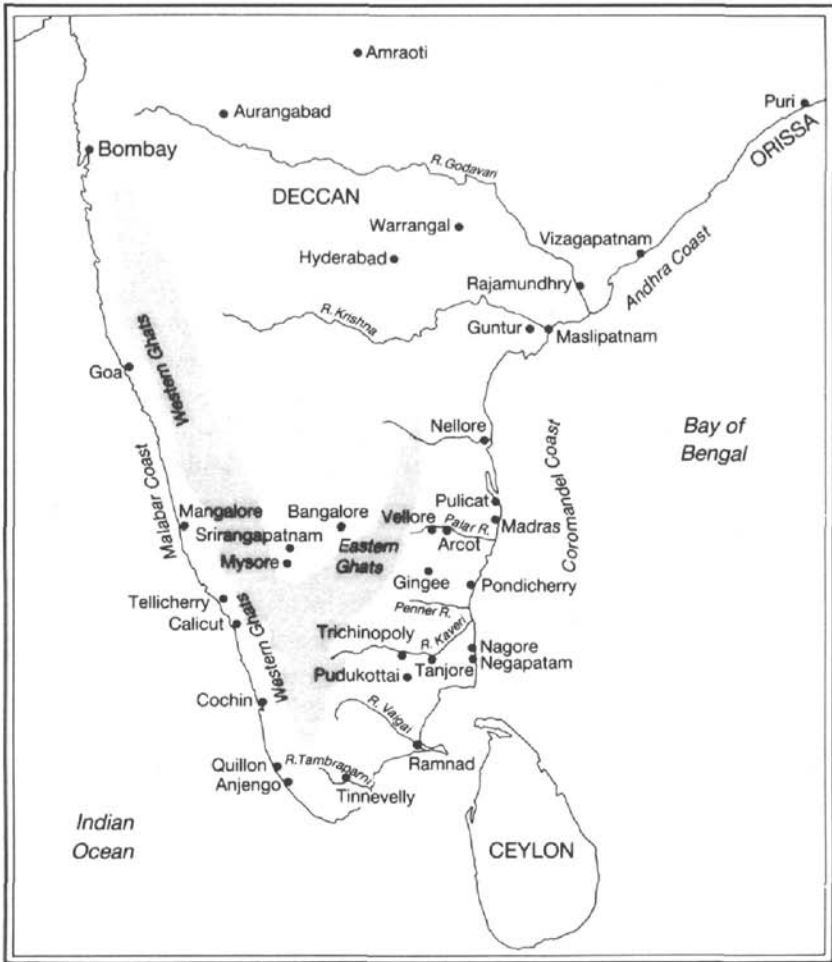 Amraoti
Puri
Aurangabad
ORISSA
Bombay
R. Godavari
DECCAN
Warrangal
Vizagapatnam
Hyderabad
Andhra Coast
Rajamundhry
R. Krishna
Guntur
Maslipatnam
Western Ghats
Goa
Nellore
Bay of
Bengal
Coromandel Coast
Malabar Coast
Pulicat
Mangalore
Bangalore
Vellore
Palar R.
Madras
Srirangapatnam
Eastern
Ghats
Arcot
Mysore
Gingee
Pondicherry
Tellicherry
Penner R.
Calicut
Western Ghats
Trichinopoly
R. Kaveri
Nagore
Tanjore
Negapatam
Pudukottai
Cochin
R. Vaigai
Quillon
R. Tambraparni
Ramnad
Anjengo
Tinnevelly
Indian
Ocean
CEYLON